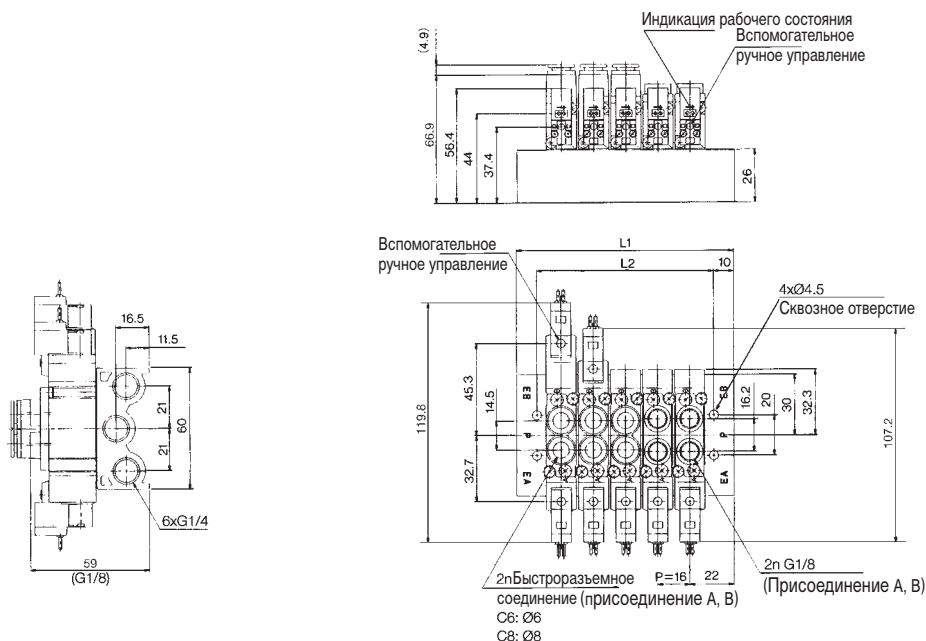 Индикация рабочего состояния
Вспомогательное
ручное управление
(4.9)
66.9
56.4
44
37.4
26
Вспомогательное
ручное управление
L1
L2
10
4xØ4.5
Сквозное отверстие
16.5
11.5
21
21
60
6xG1/4
59
(G1/8)
119.8
45.3
14.5
32.7
EB
P
EA
SB
P
EA
16.2
20
30
32.3
107.2
2nБыстроразъемное
соединение (присоединение A, B)
C6: Ø6
C8: Ø8
P=16
22
2n G1/8
(Присоединение A, B)